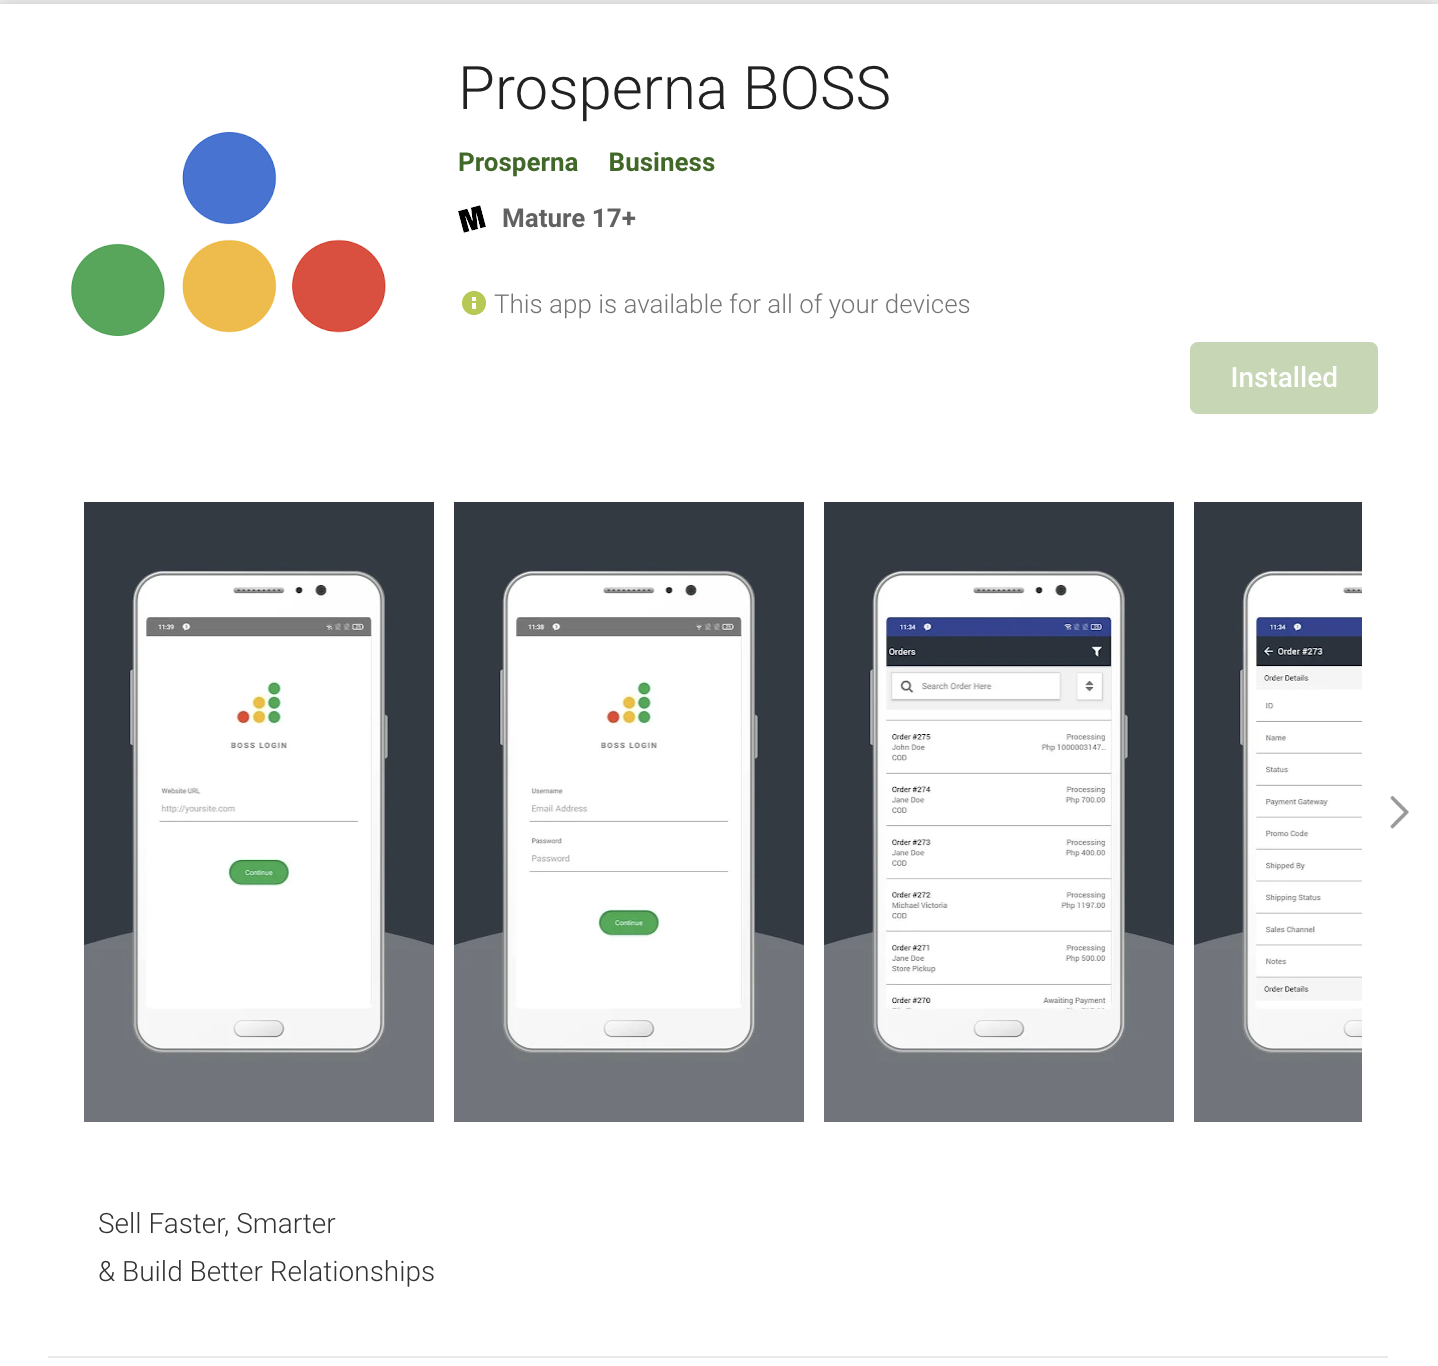 Prosperna BOSS
Prosperna Business
Mature 17+
This app is available for all of your devices
Installed
11:39
BOSS LOGIN
Website URL
http://yoursite.com
Continue
11:38
BOSS LOGIN
Username
Email Address
Password
Password
Continue
11:34
Orders
Search Order Here
Order #275 Processing
John Doe Php 1000003147...
COD
Order #274 Processing
Jane Doe Php 700.00
COD
Order #273 Processing
Jane Doe Php 400.00
COD
Order #272 Processing
Michael Victoria Php 1197.00
COD
Order #271 Processing
Jane Doe Php 500.00
Store Pickup
Order #270 Awaiting Payment
11:34
Order #273
Order Details
ID
Name
Status
Payment Gateway
Promo Code
Shipped By
Shipping Status
Sales Channel
Notes
Order Details
Sell Faster, Smarter
& Build Better Relationships